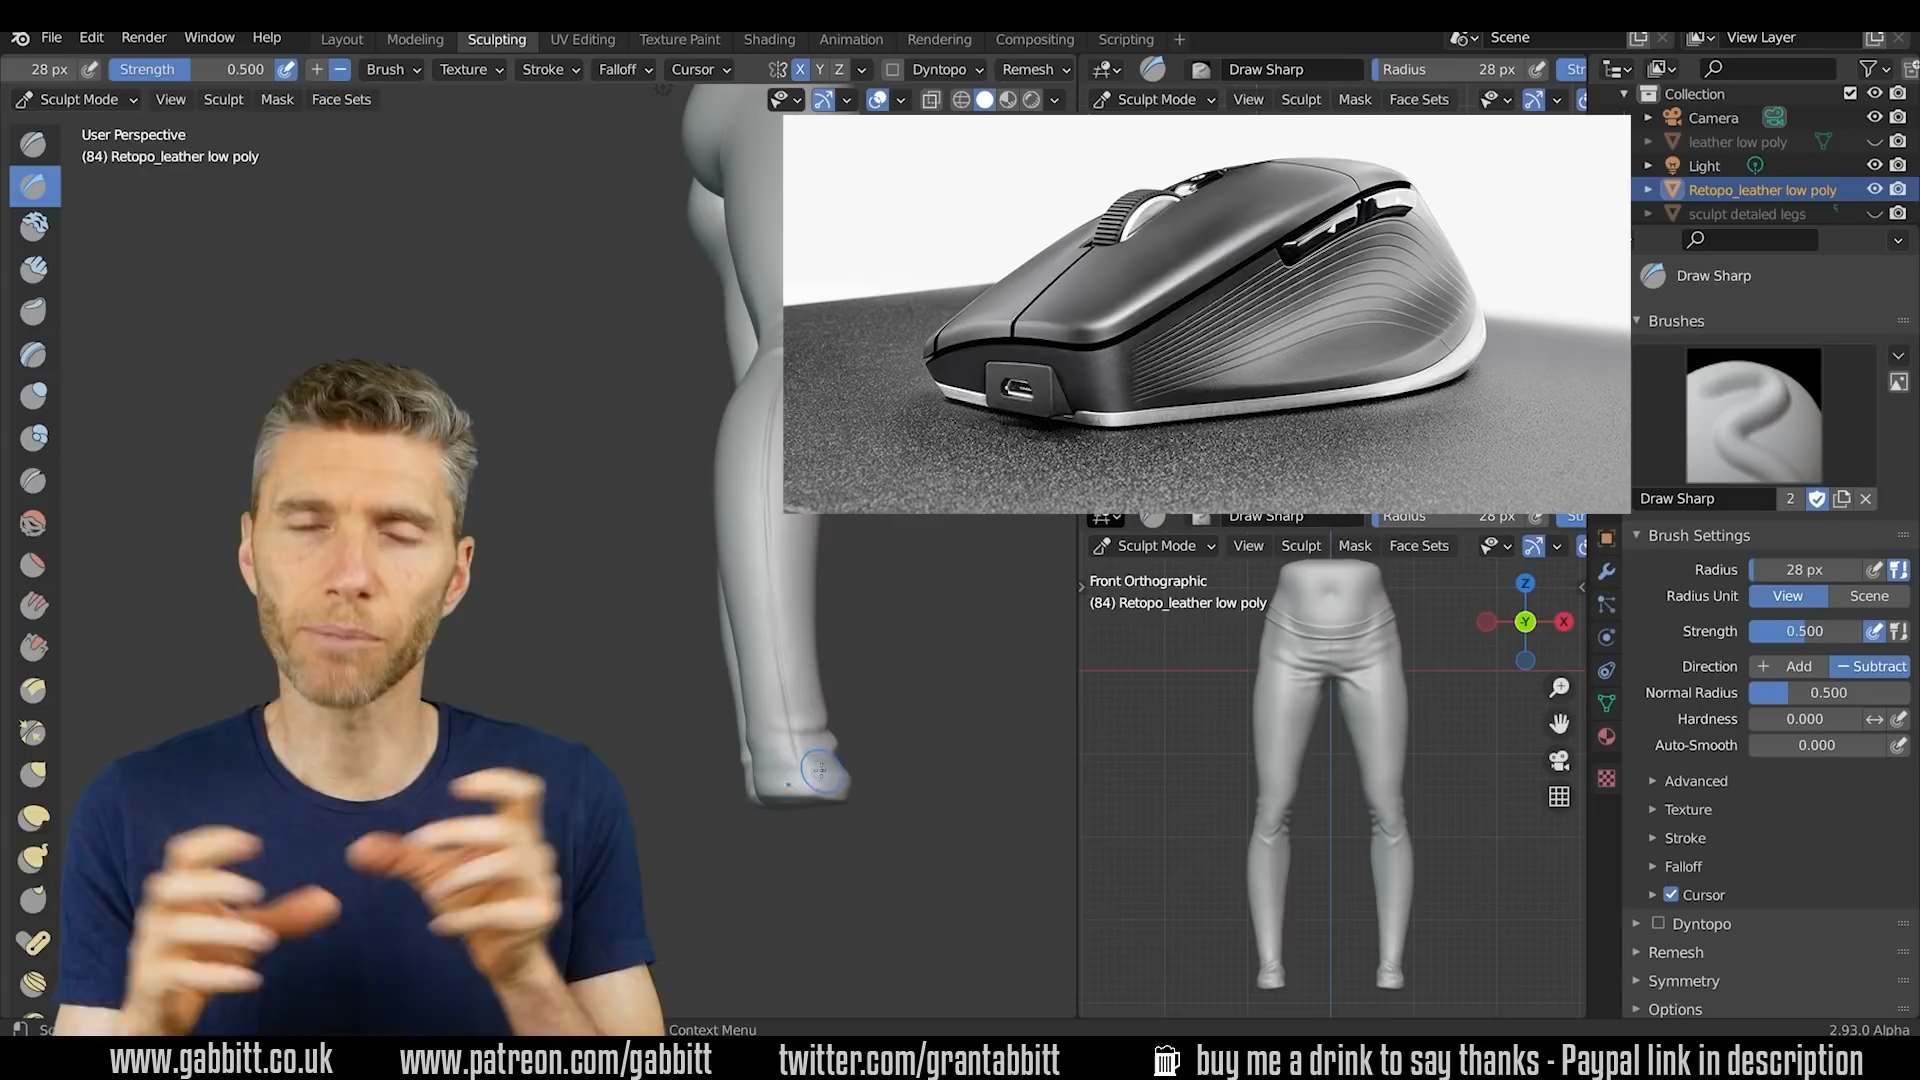 File Edit Render Window Help
Layout Modeling Sculpting UV Editing Texture Paint Shading Animation Rendering Compositing Scripting +
Scene
View Layer
28 px Strength 0.500 Brush Texture Stroke Falloff Cursor
X Y Z Dyntopo Remesh
Draw Sharp Radius 28 px
Sculpt Mode View Sculpt Mask Face Sets
Sculpt Mode View Sculpt Mask Face Sets
User Perspective
(84) Retopo_leather low poly
Collection
Camera
leather low poly
Light
Retopo_leather low poly
sculpt detaled legs
Draw Sharp
Brushes
Draw Sharp 2
Draw Sharp Radius 28 px
Sculpt Mode View Sculpt Mask Face Sets
Front Orthographic
(84) Retopo_leather low poly
Z
-Y X
Brush Settings
Radius 28 px
Radius Unit View Scene
Strength 0.500
Direction + Add − Subtract
Normal Radius 0.500
Hardness 0.000
Auto-Smooth 0.000
Advanced
Texture
Stroke
Falloff
Cursor
Dyntopo
Remesh
Symmetry
Options
Context Menu
2.93.0 Alpha
www.gabbitt.co.uk www.patreon.com/gabbitt twitter.com/grantabbitt buy me a drink to say thanks - Paypal link in description